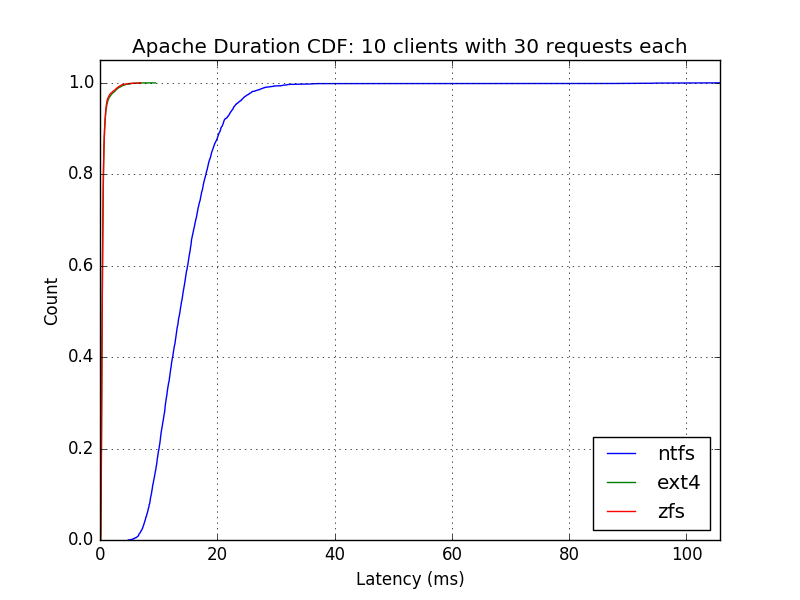 Apache Duration CDF: 10 clients with 30 requests each
1.0
0.8
0.6
0.4
0.2
0.0
Count
0 20 40 60 80 100
Latency (ms)
ntfs
ext4
zfs